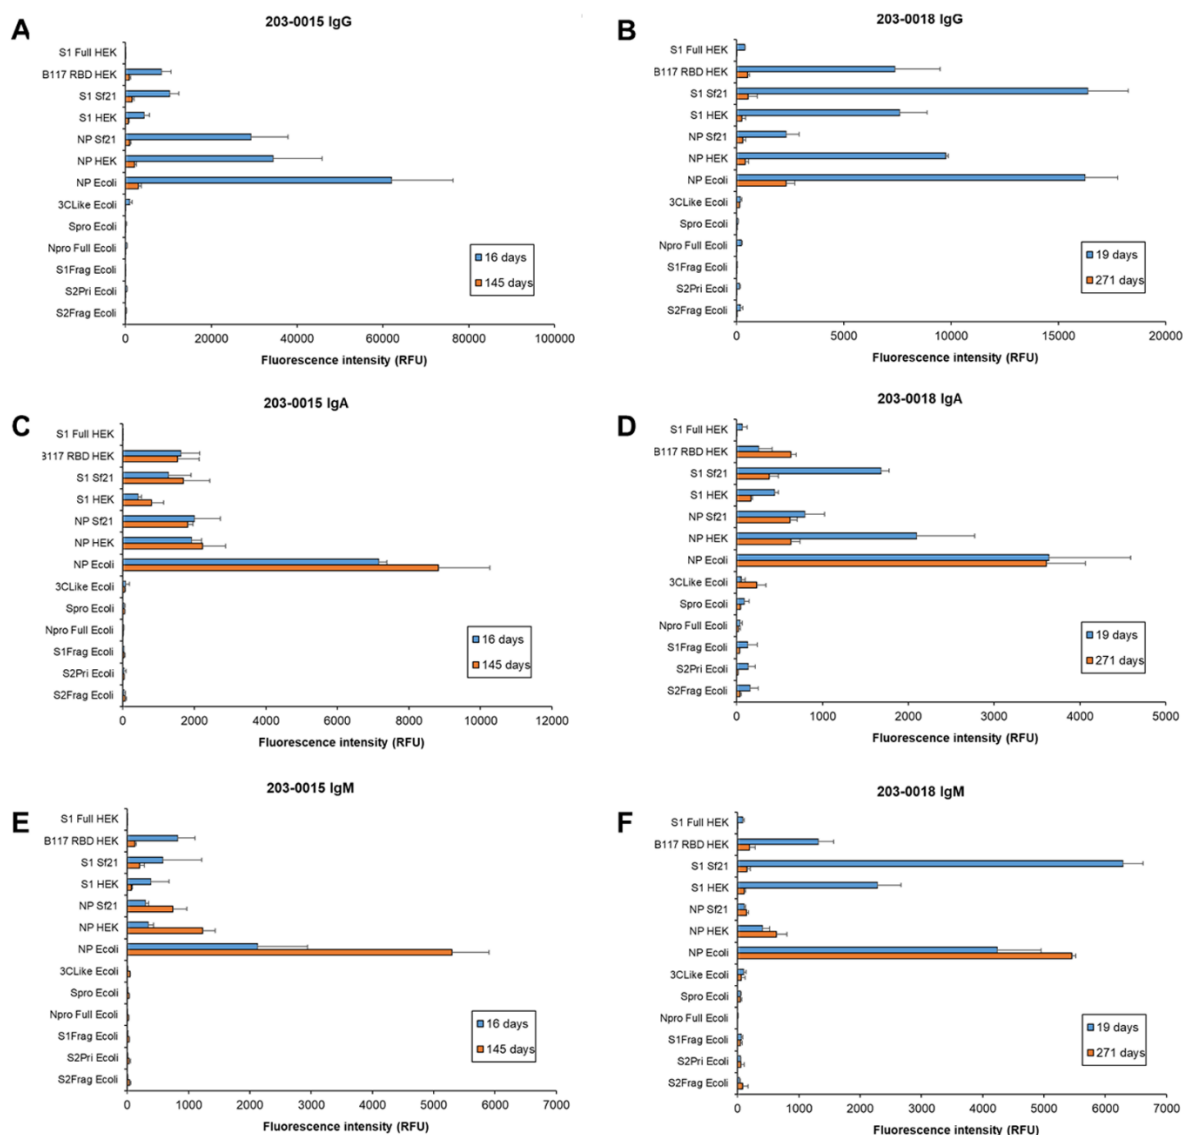 A
203-0015 IgG
S1 Full HEK
B117 RBD HEK
S1 Sf21
S1 HEK
NP Sf21
NP HEK
NP Ecoli
3CLike Ecoli
Spro Ecoli
Npro Full Ecoli
S1Frag Ecoli
S2Pri Ecoli
S2Frag Ecoli
16 days
145 days
0 20000 40000 60000 80000 100000
Fluorescence intensity (RFU)
B
203-0018 IgG
S1 Full HEK
B117 RBD HEK
S1 Sf21
S1 HEK
NP Sf21
NP HEK
NP Ecoli
3CLike Ecoli
Spro Ecoli
Npro Full Ecoli
S1Frag Ecoli
S2Pri Ecoli
S2Frag Ecoli
19 days
271 days
0 5000 10000 15000 20000
Fluorescence intensity (RFU)
C
203-0015 IgA
S1 Full HEK
3117 RBD HEK
S1 Sf21
S1 HEK
NP Sf21
NP HEK
NP Ecoli
3CLike Ecoli
Spro Ecoli
Npro Full Ecoli
S1Frag Ecoli
S2Pri Ecoli
S2Frag Ecoli
16 days
145 days
0 2000 4000 6000 8000 10000 12000
Fluorescence intensity (RFU)
D
203-0018 IgA
S1 Full HEK
B117 RBD HEK
S1 Sf21
S1 HEK
NP Sf21
NP HEK
NP Ecoli
3CLike Ecoli
Spro Ecoli
Npro Full Ecoli
S1Frag Ecoli
S2Pri Ecoli
S2Frag Ecoli
19 days
271 days
0 1000 2000 3000 4000 5000
Fluorescence intensity (RFU)
E
203-0015 IgM
S1 Full HEK
B117 RBD HEK
S1 Sf21
S1 HEK
NP Sf21
NP HEK
NP Ecoli
3CLike Ecoli
Spro Ecoli
Npro Full Ecoli
S1Frag Ecoli
S2Pri Ecoli
S2Frag Ecoli
16 days
145 days
0 1000 2000 3000 4000 5000 6000 7000
Fluorescence intensity (RFU)
F
203-0018 IgM
S1 Full HEK
B117 RBD HEK
S1 Sf21
S1 HEK
NP Sf21
NP HEK
NP Ecoli
3CLike Ecoli
Spro Ecoli
Npro Full Ecoli
S1Frag Ecoli
S2Pri Ecoli
S2Frag Ecoli
19 days
271 days
0 1000 2000 3000 4000 5000 6000 7000
Fluorescence intensity (RFU)